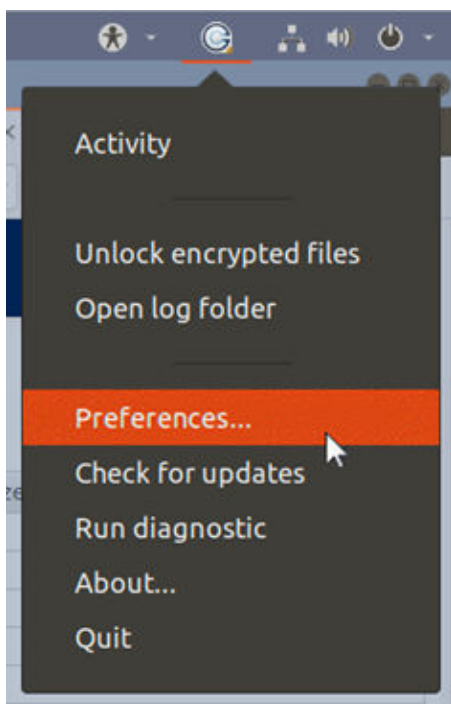 Activity
Unlock encrypted files
Open log folder
Preferences...
Check for updates
Run diagnostic
About...
Quit